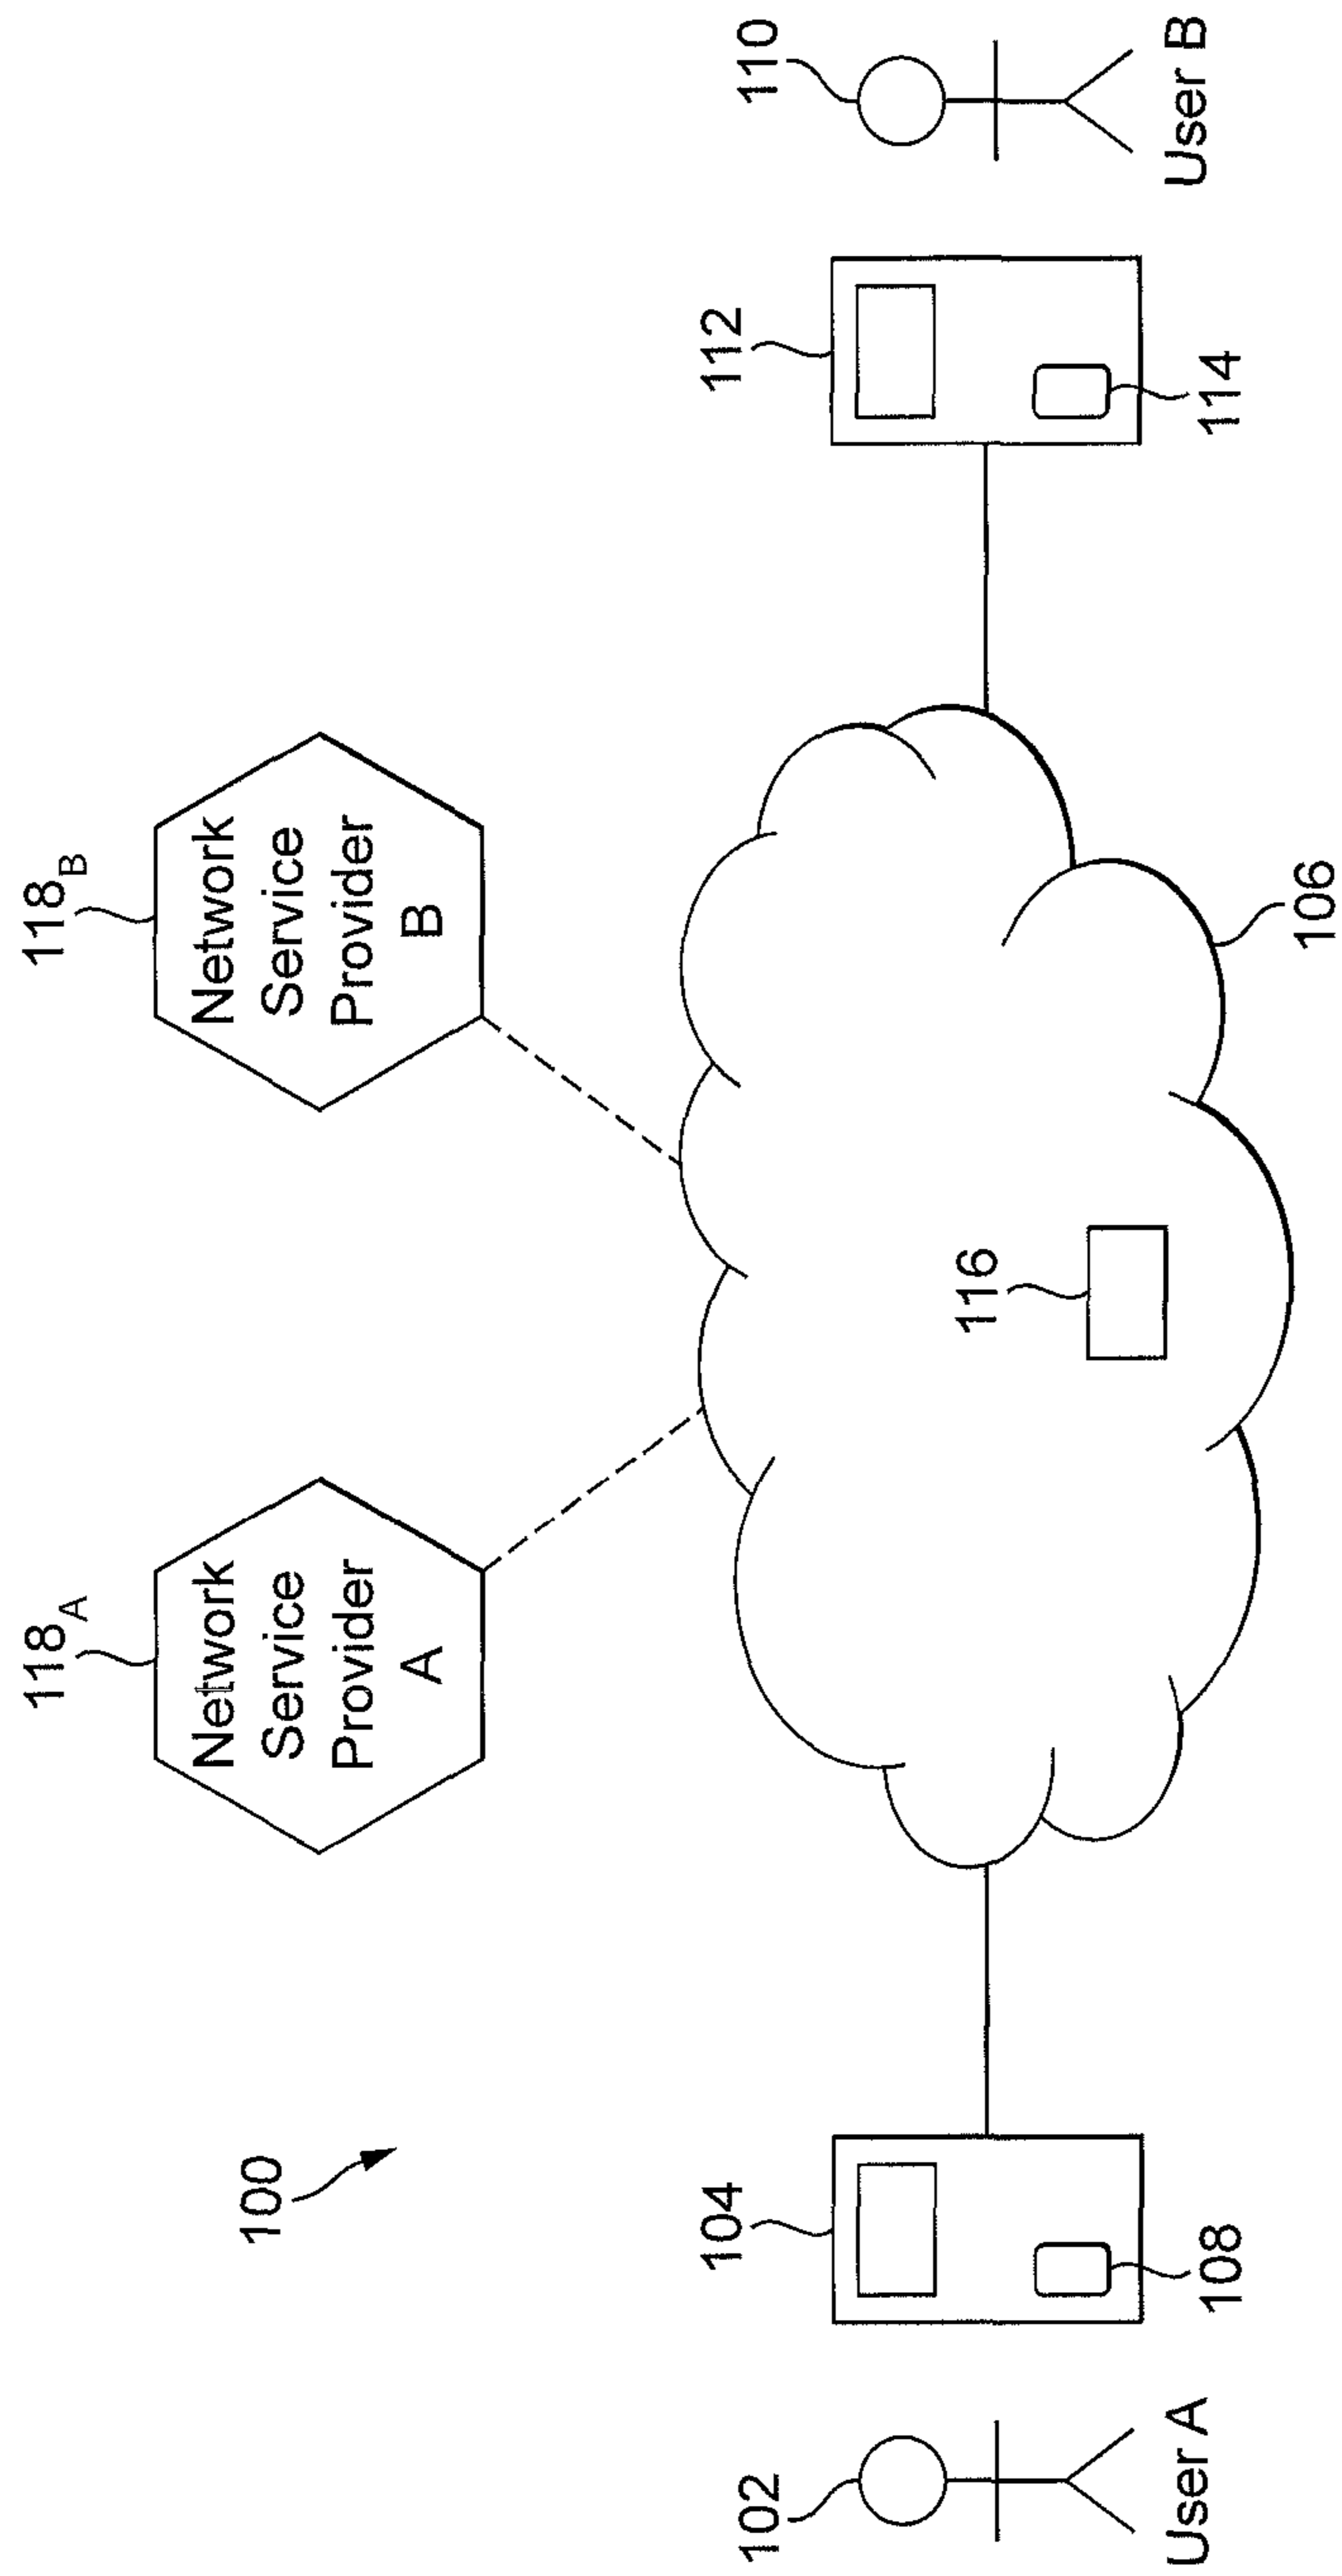 118A
118B
Network
Service
Provider
A
Network
Service
Provider
B
100
104
112
102
110
116
108
114
User A
User B
106